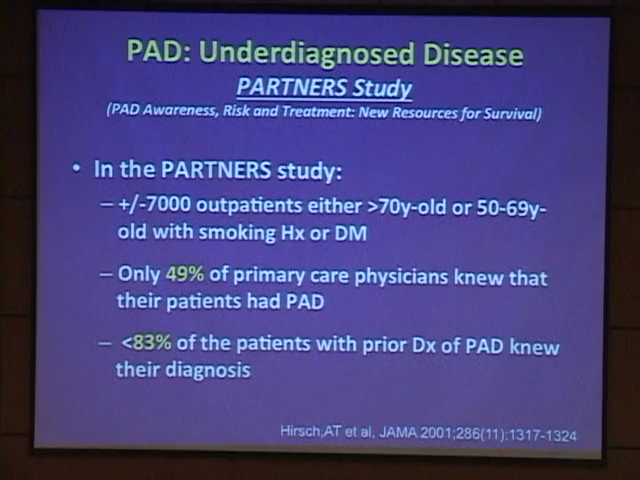 PAD: Underdiagnosed Disease
PARTNERS Study
(PAD Awareness, Risk and Treatment: New Resources for Survival)
• In the PARTNERS study:
– +/-7000 outpatients either >70y-old or 50-69y-
old with smoking Hx or DM
– Only 49% of primary care physicians knew that
their patients had PAD
– <83% of the patients with prior Dx of PAD knew
their diagnosis
Hirsch,AT et al, JAMA 2001;286(11):1317-1324